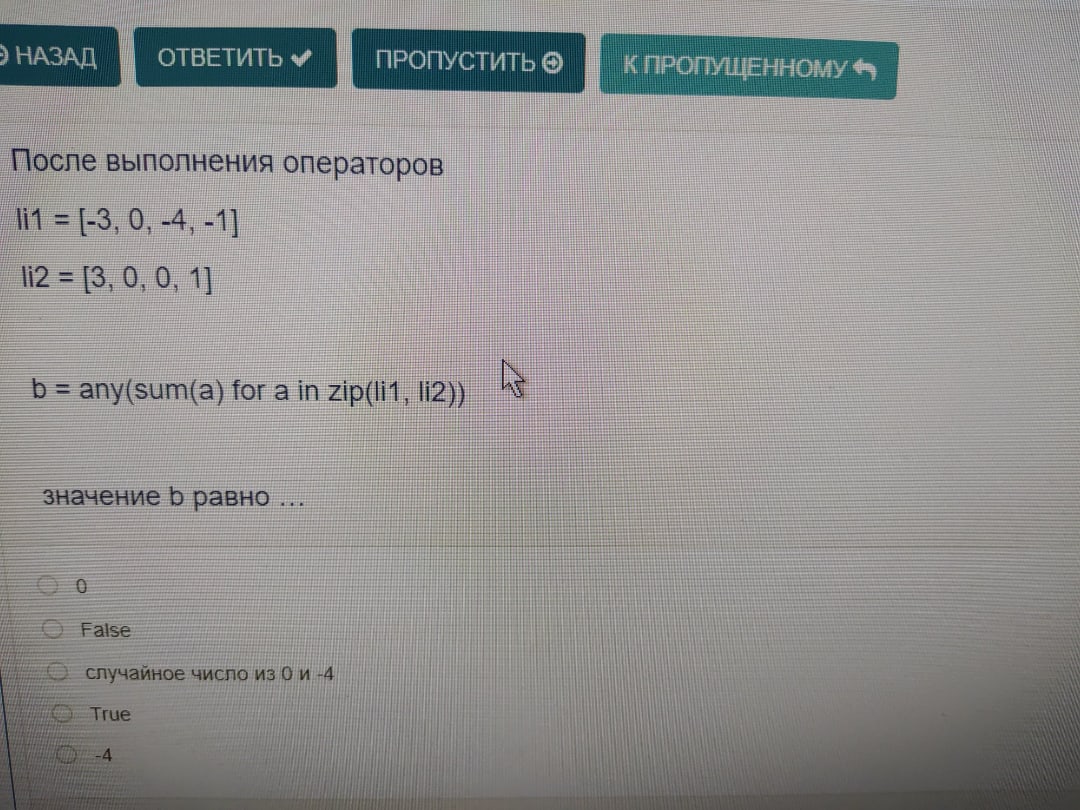 НАЗАД
ОТВЕТИТЬ
ПРОПУСТИТЬ
К ПРОПУЩЕННОМУ
После выполнения операторов
li1 = [-3, 0, -4, -1]
li2 = [3, 0, 0, 1]
b = any(sum(a) for a in zip(li1, li2))
значение b равно ...
0
False
случайное число из 0 и -4
True
-4